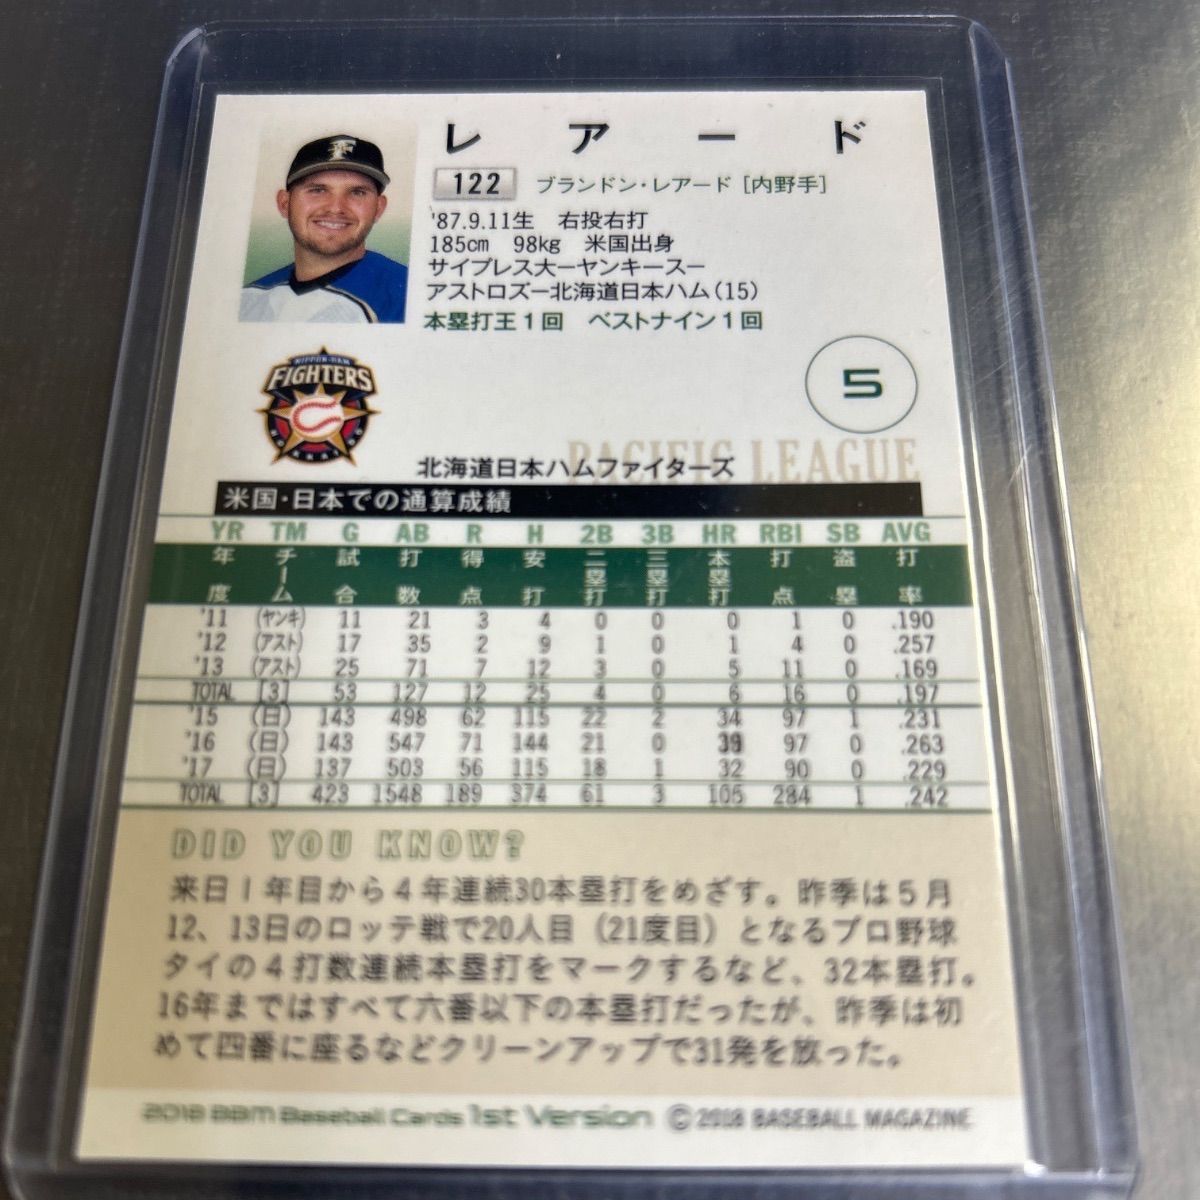 レアード
122 ブランドン・レアード［内野手］
'87.9.11生 右投右打
185cm 98kg 米国出身
サイプレス大ーヤンキースー
アストロズー北海道日本ハム（15）
本塁打王1回 ベストナイン1回
NIPPON-HAM
FIGHTERS
HOKKAIDO
5
PACIFIC LEAGUE
北海道日本ハムファイターズ
米国・日本での通算成績
YR TM G AB R H 2B 3B HR RBI SB AVG
年度 チーム 試合 打数 得点 安打 二塁打 三塁打 本塁打 打点 盗塁 打率
'11 (ヤンキ) 11 21 3 4 0 0 0 1 0 .190
'12 (アスト) 17 35 2 9 1 0 1 4 0 .257
'13 (アスト) 25 71 7 12 3 0 5 11 0 .169
TOTAL [3] 53 127 12 25 4 0 6 16 0 .197
'15 (日) 143 498 62 115 22 2 34 97 1 .231
'16 (日) 143 547 71 144 21 0 39 97 0 .263
'17 (日) 137 503 56 115 18 1 32 90 0 .229
TOTAL [3] 423 1548 189 374 61 3 105 284 1 .242
DID YOU KNOW?
来日1年目から4年連続30本塁打をめざす。昨季は5月
12、13日のロッテ戦で20人目（21度目）となるプロ野球
タイの4打数連続本塁打をマークするなど、32本塁打。
16年まではすべて六番以下の本塁打だったが、昨季は初
めて四番に座るなどクリーンアップで31発を放った。
2018 BBM Baseball Cards 1st Version ©2018 BASEBALL MAGAZINE